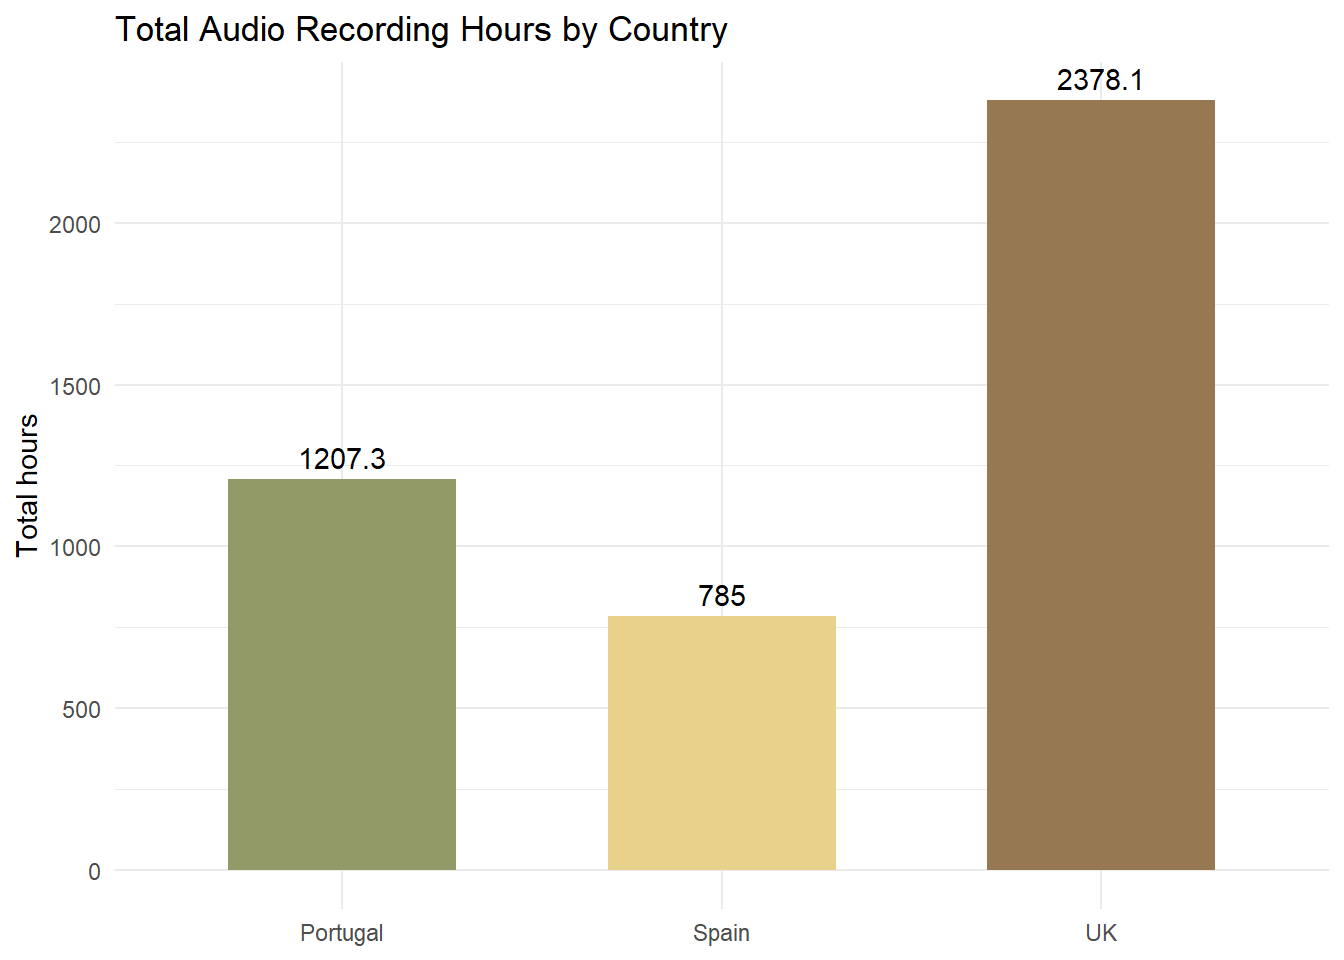 Total Audio Recording Hours by Country
2378.1
2000
1500
1207.3
1000
785
500
0
Total hours
Portugal
Spain
UK